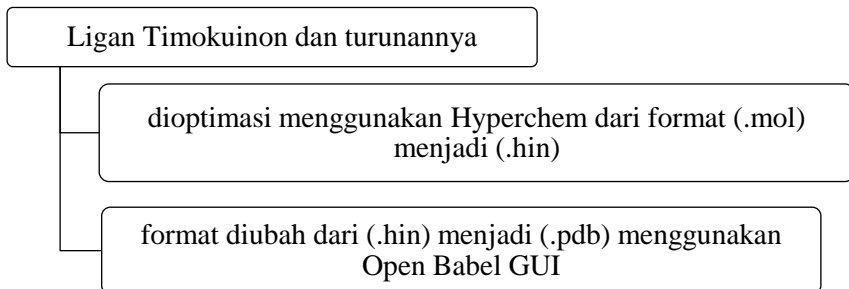 Ligan Timokuinon dan turunannya
dioptimasi menggunakan Hyperchem dari format (.mol)
menjadi (.hin)
format diubah dari (.hin) menjadi (.pdb) menggunakan
Open Babel GUI